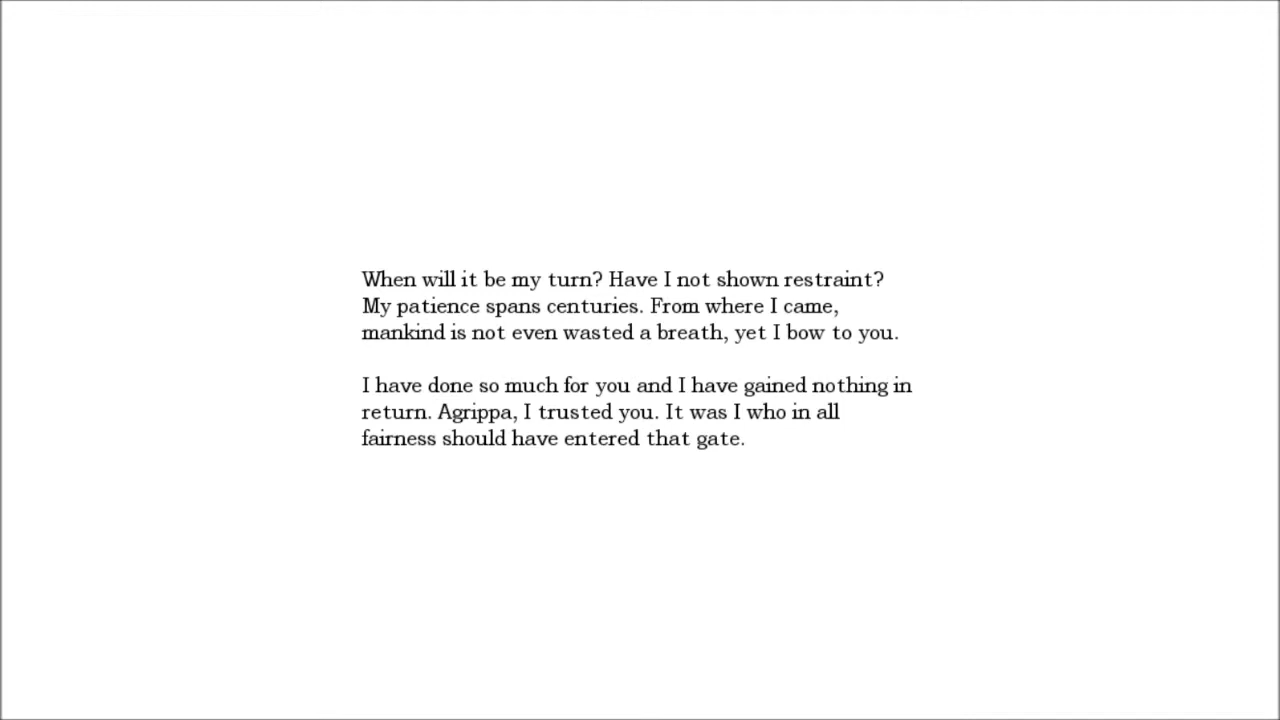 When will it be my turn? Have I not shown restraint?
My patience spans centuries. From where I came,
mankind is not even wasted a breath, yet I bow to you.
I have done so much for you and I have gained nothing in
return. Agrippa, I trusted you. It was I who in all
fairness should have entered that gate.